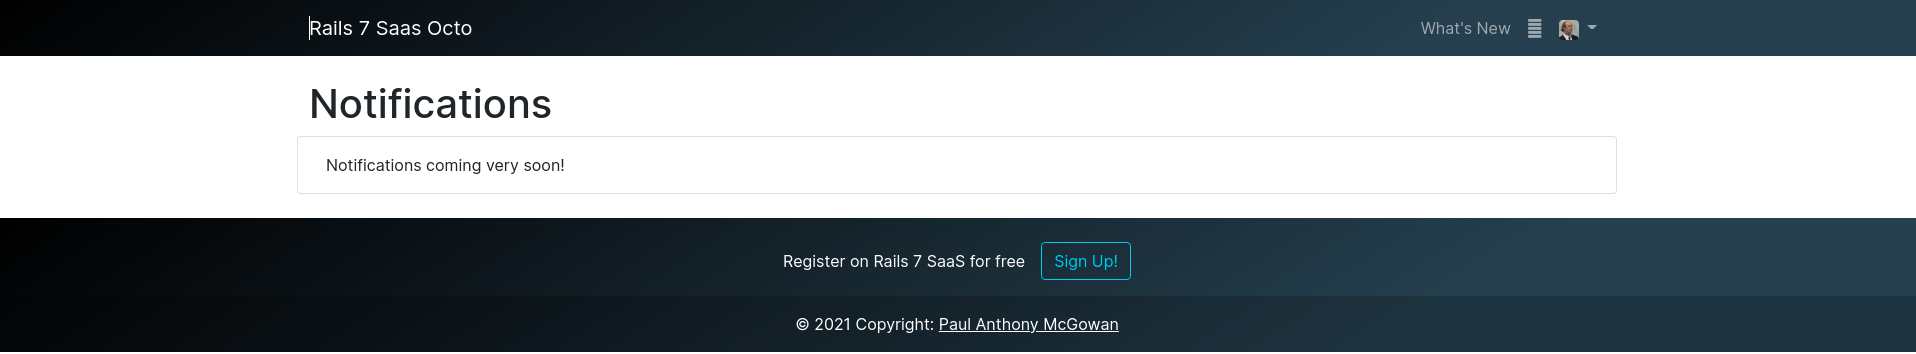 Rails 7 Saas Octo What's New
Notifications
Notifications coming very soon!
Register on Rails 7 SaaS for free Sign Up!
© 2021 Copyright: Paul Anthony McGowan